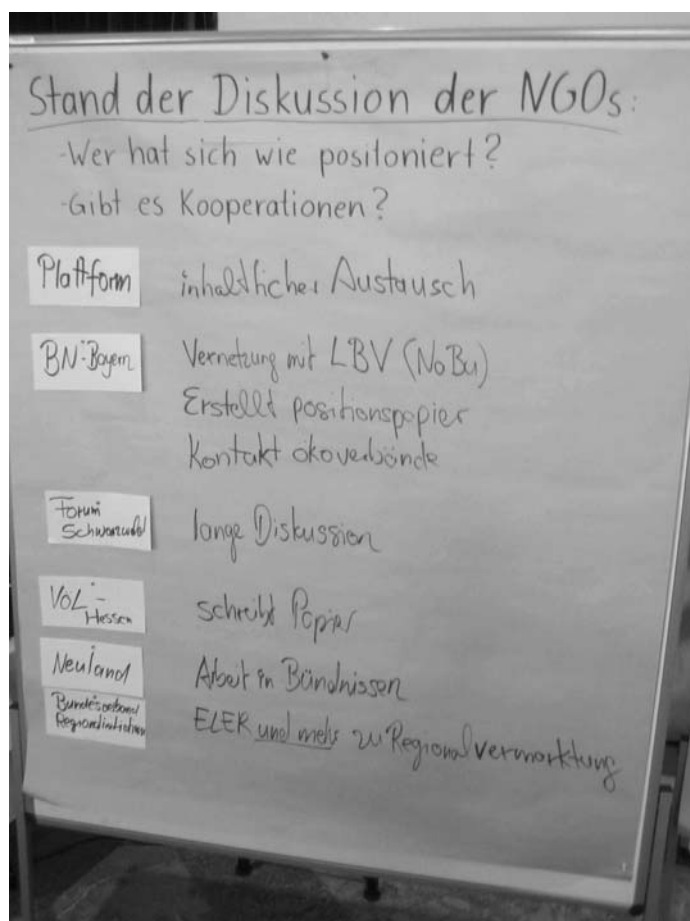 Stand der Diskussion der NGOs:
-Wer hat sich wie positoniert?
-Gibt es Kooperationen?
Plattform inhaltlicher Austausch
BN-Bayern Vernetzung mit LBV (NoBu)
Erstellt positionspapier
Kontakt ökoverbände
Forum
Schwarzwald lange Diskussion
VÖL-
Hessen schreibt Papier
Neuland Arbeit in Bündnissen
Bundesverband
Regionalinitiativen ELER und mehr zu Regionalvermarktung